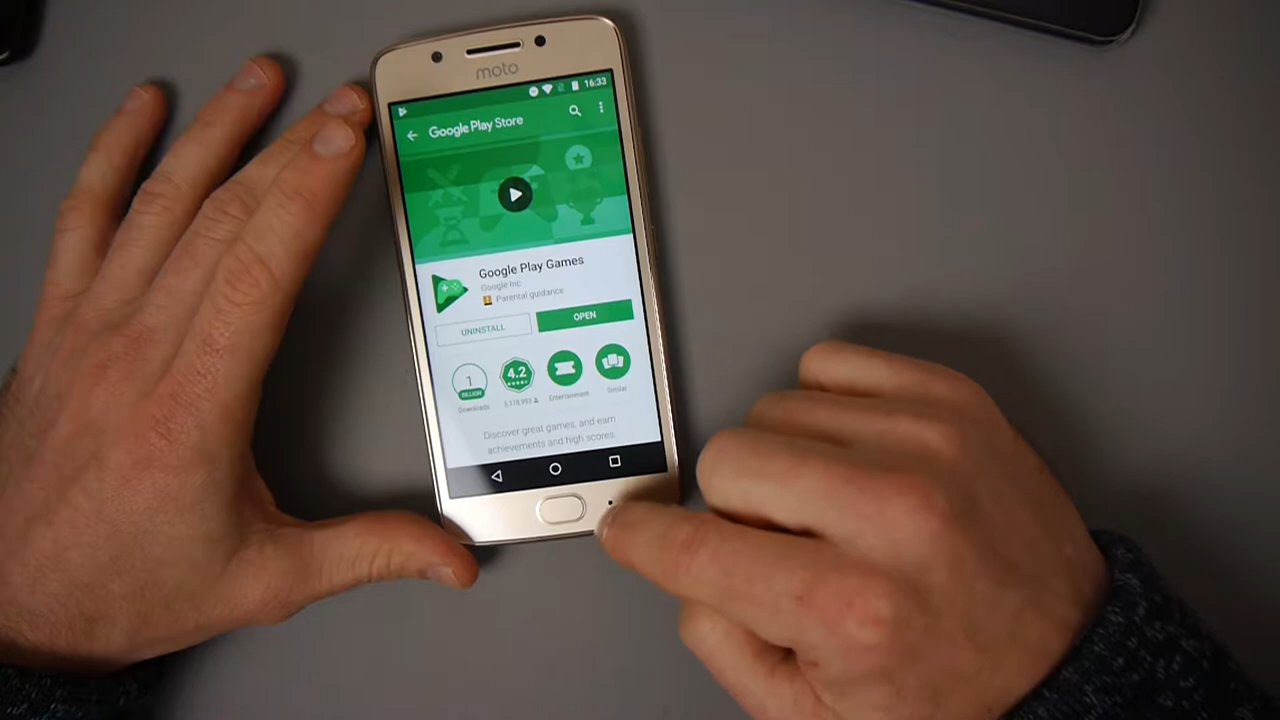 moto
16:33
Google Play Store
Google Play Games
Google Inc
Parental guidance
UNINSTALL
OPEN
1
BILLION
4.2
Downloads
Entertainment
Similar
Discover great games, and earn
achievements and high scores